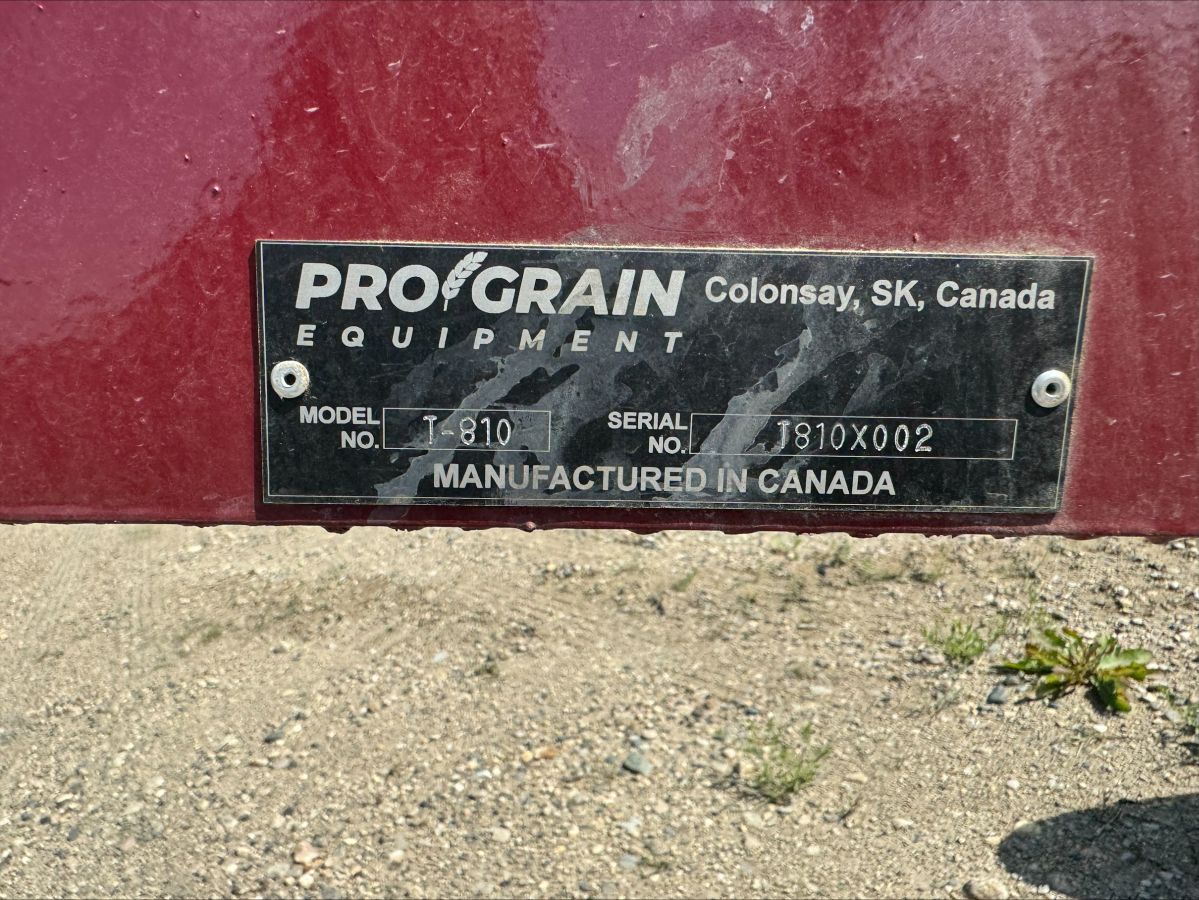 PRO GRAIN
EQUIPMENT
Colonsay, SK, Canada
MODEL NO. T-810
SERIAL NO. T810X002
MANUFACTURED IN CANADA